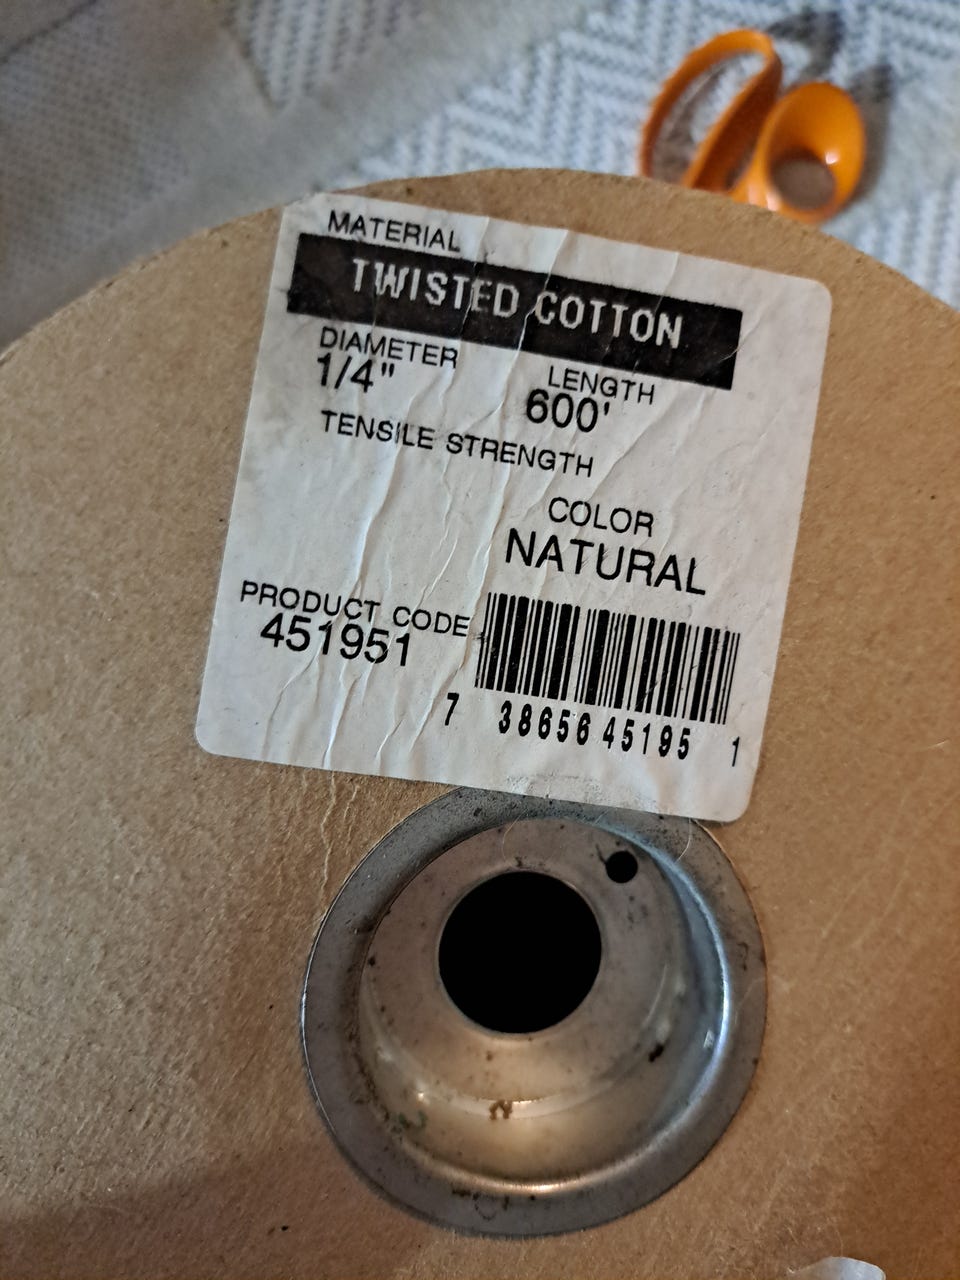 MATERIAL
TWISTED COTTON
DIAMETER
1/4"
LENGTH
600'
TENSILE STRENGTH
COLOR
NATURAL
PRODUCT CODE
451951
7 38656 45195 1